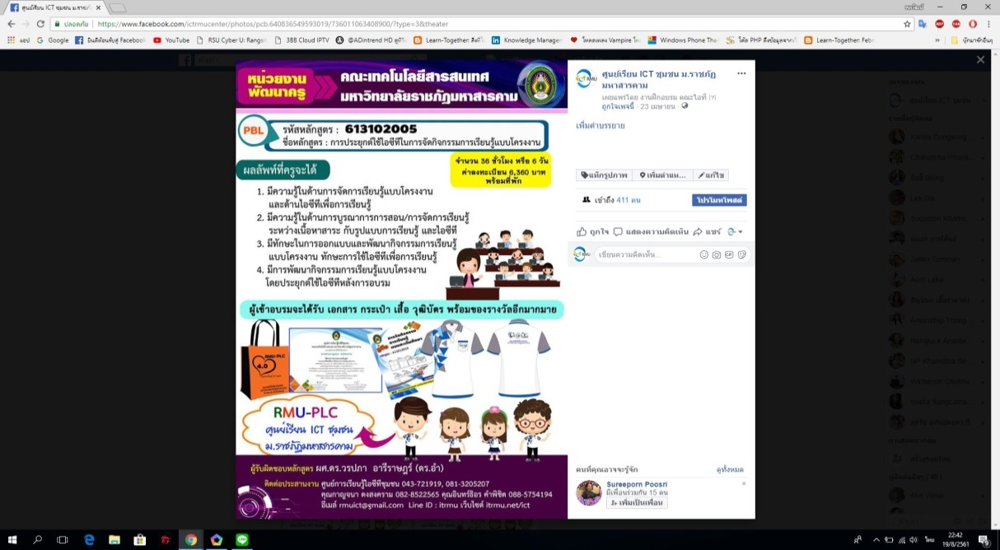 ศูนย์เรียน ICT ชุมชน ม.ราช
ปลอดภัย | https://www.facebook.com/ictrmucenter/photos/pcb.640836549593019/736011063408900/?type=3&theater
แอป Google ยินดีต้อนรับสู่ Facebook YouTube RSU Cyber U: Rangsi 3BB Cloud IPTV @ADintrend HD Learn-Together: Knowledge Manager โหลดเพลง Vampire Windows Phone Thai โค้ด PHP Learn-Together: Feb » บุ๊กมาร์กอื่นๆ
หน่วยงาน
พัฒนาครู
คณะเทคโนโลยีสารสนเทศ
มหาวิทยาลัยราชภัฏมหาสารคาม
PBL
รหัสหลักสูตร : 613102005
ชื่อหลักสูตร : การประยุกต์ใช้ไอซีทีในการจัดกิจกรรมการเรียนรู้แบบโครงงาน
จำนวน 36 ชั่วโมง หรือ 6 วัน
ค่าลงทะเบียน 6,360 บาท
พร้อมที่พัก
ผลลัพท์ที่ครูจะได้
1. มีความรู้ในด้านการจัดการเรียนรู้แบบโครงงาน
และด้านไอซีทีเพื่อการเรียนรู้
2. มีความรู้ในด้านการบูรณาการการสอน/การจัดการเรียนรู้
ระหว่างเนื้อหาสาระ กับรูปแบบการเรียนรู้ และไอซีที
3. มีทักษะในการออกแบบและพัฒนากิจกรรมการเรียนรู้
แบบโครงงาน ทักษะการใช้ไอซีทีเพื่อการเรียนรู้
4. มีการพัฒนากิจกรรมการเรียนรู้แบบโครงงาน
โดยประยุกต์ใช้ไอซีทีหลังการอบรม
ผู้เข้าอบรมจะได้รับ เอกสาร กระเป๋า เสื้อ วุฒิบัตร พร้อมของรางวัลอีกมากมาย
RMU-PLC
4.0
RMU-PLC
ศูนย์เรียน ICT ชุมชน
ม.ราชภัฏมหาสารคาม
ผู้รับผิดชอบหลักสูตร ผศ.ดร.วรปภา อารีราษฎร์ (ดร.อ๋ำ)
ติดต่อประสานงาน ศูนย์การเรียนรู้ไอซีทีชุมชน 043-721919, 081-3205207
คุณกาญจนา ดงสงคราม 082-8522565 คุณอินทร์ธิอร คำพิชิต 088-5754194
อีเมล์ rmuict@gmail.com Line ID : itrmu เว็บไซต์ itrmu.net/ict
ศูนย์เรียน ICT ชุมชน ม.ราชภัฏ
มหาสารคาม
เผยแพร่โดย งานฝึกอบรม คณะไอที [?]
ถูกใจเพจนี้ · 23 เมษายน ·
เพิ่มคำบรรยาย
แท็กรูปภาพ เพิ่มตำแห... แก้ไข
เข้าถึง 411 คน โปรโมทโพสต์
ถูกใจ แสดงความคิดเห็น แชร์
เขียนความคิดเห็น...
คนที่คุณอาจจะรู้จัก ดูทั้งหมด
Sureeporn Poosri
มีเพื่อนร่วมกัน 15 คน
เพิ่มเป็นเพื่อน
ไทย
22:42
19/8/2561